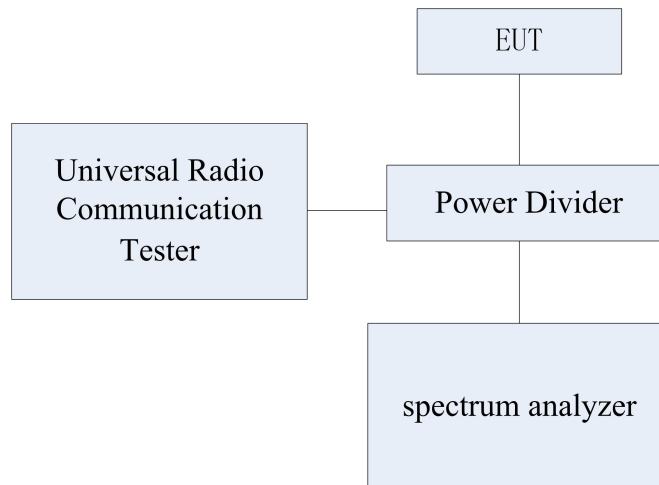 EUT
Universal Radio
Communication
Tester
Power Divider
spectrum analyzer